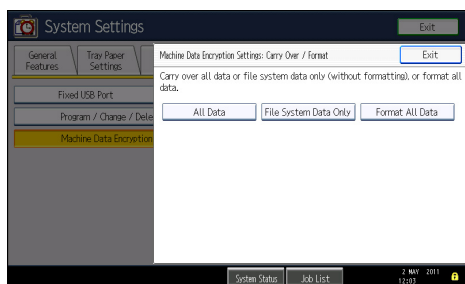 System Settings
Exit
General Features
Tray Paper Settings
Machine Data Encryption Settings: Carry Over / Format
Exit
Carry over all data or file system data only (without formatting), or format all
data.
All Data
File System Data Only
Format All Data
Fixed USB Port
Program / Change / Dele
Machine Data Encryption
System Status
Job List
2 MAY 2011
12:03